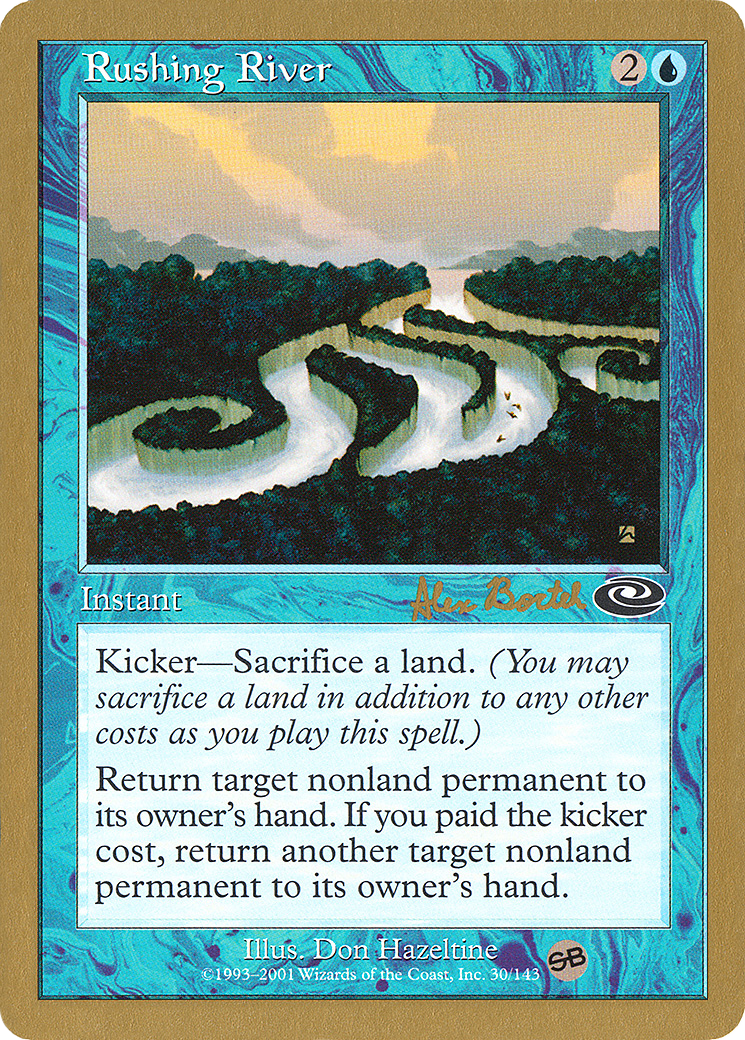 Rushing River 2
Instant
Alex Borteh
Kicker—Sacrifice a land. (You may
sacrifice a land in addition to any other
costs as you play this spell.)
Return target nonland permanent to
its owner's hand. If you paid the kicker
cost, return another target nonland
permanent to its owner's hand.
Illus. Don Hazeltine
©1993–2001 Wizards of the Coast, Inc. 30/143
SB